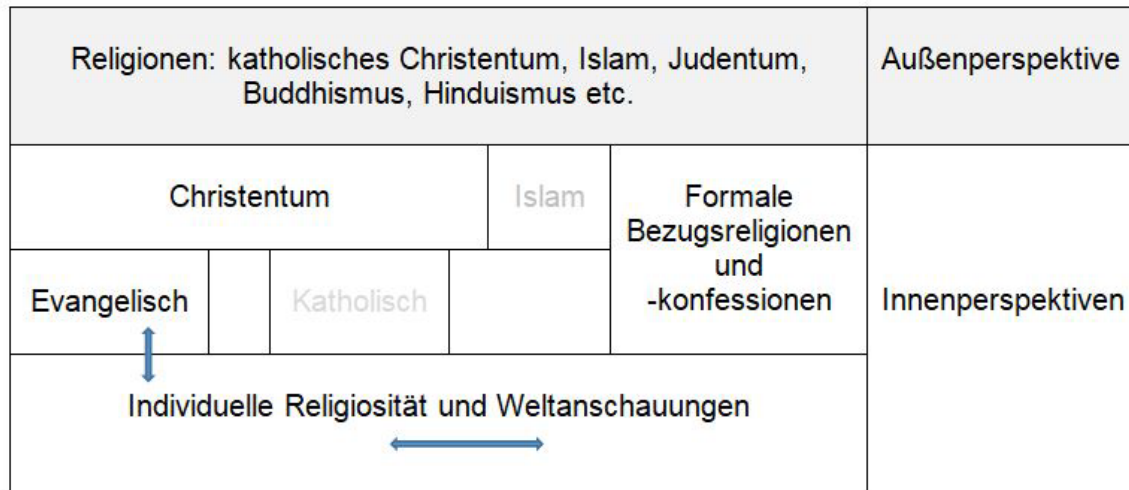 Religionen: katholisches Christentum, Islam, Judentum,
Buddhismus, Hinduismus etc.
Außenperspektive
Christentum
Islam
Formale
Bezugsreligionen
und
-konfessionen
Evangelisch
Katholisch
Innenperspektiven
Individuelle Religiosität und Weltanschauungen